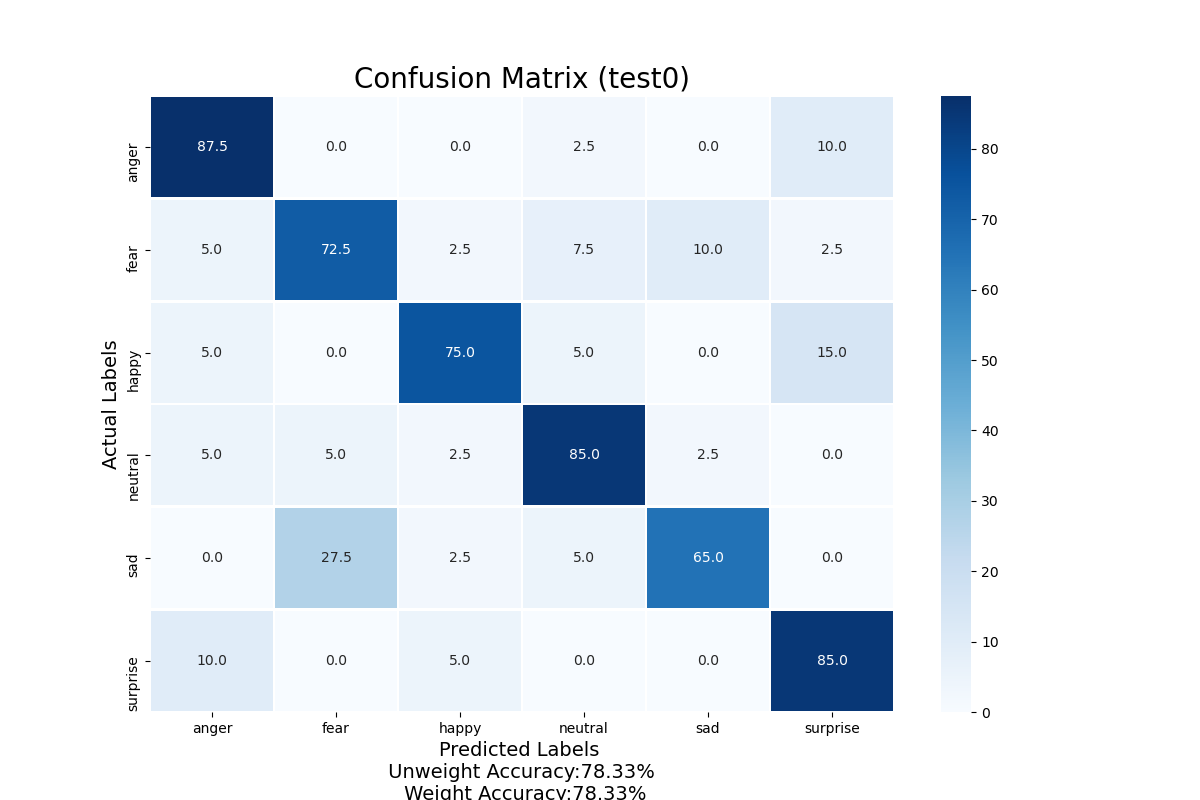 Confusion Matrix (test0)
anger 87.5 0.0 0.0 2.5 0.0 10.0
fear 5.0 72.5 2.5 7.5 10.0 2.5
happy 5.0 0.0 75.0 5.0 0.0 15.0
neutral 5.0 5.0 2.5 85.0 2.5 0.0
sad 0.0 27.5 2.5 5.0 65.0 0.0
surprise 10.0 0.0 5.0 0.0 0.0 85.0
Actual Labels
anger fear happy neutral sad surprise
Predicted Labels
Unweight Accuracy:78.33%
Weight Accuracy:78.33%
80
70
60
50
40
30
20
10
0